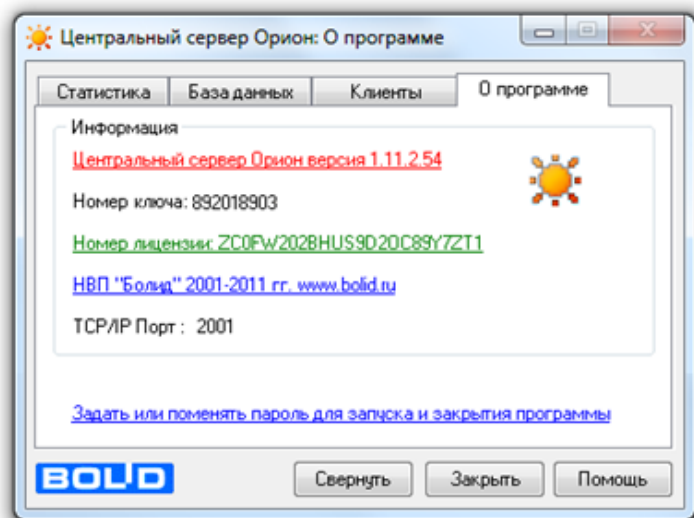 Центральный сервер Орион: О программе
Статистика База данных Клиенты О программе
Информация
Центральный сервер Орион версия 1.11.2.54
Номер ключа: 892018903
Номер лицензии: ZC0FW202BHUS9D2OC89Y7ZT1
НВП "Болид" 2001-2011 гг. www.bolid.ru
TCP/IP Порт : 2001
Задать или поменять пароль для запуска и закрытия программы
BOLID Свернуть Закрыть Помощь